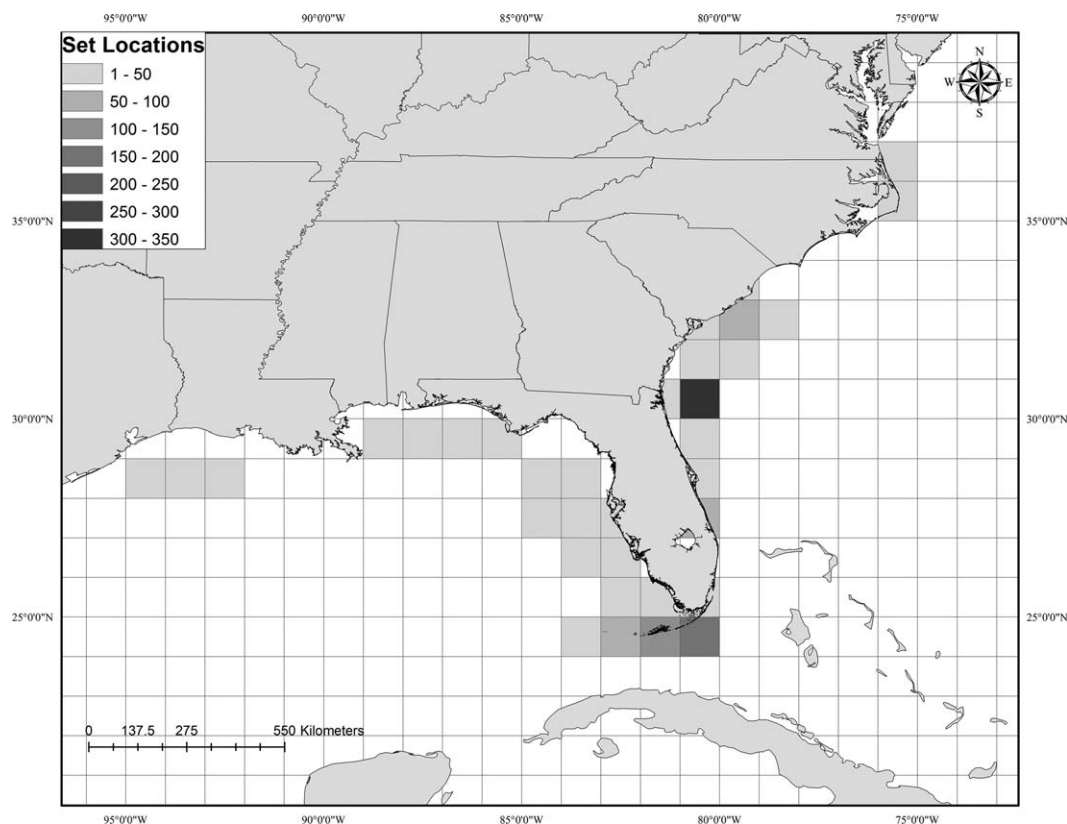 95°0'0"W 90°0'0"W 85°0'0"W 80°0'0"W 75°0'0"W
Set Locations
1 - 50
50 - 100
100 - 150
150 - 200
200 - 250
250 - 300
300 - 350
N
W E
S
35°0'0"N 35°0'0"N
30°0'0"N 30°0'0"N
25°0'0"N 25°0'0"N
0 137.5 275 550 Kilometers
95°0'0"W 90°0'0"W 85°0'0"W 80°0'0"W 75°0'0"W